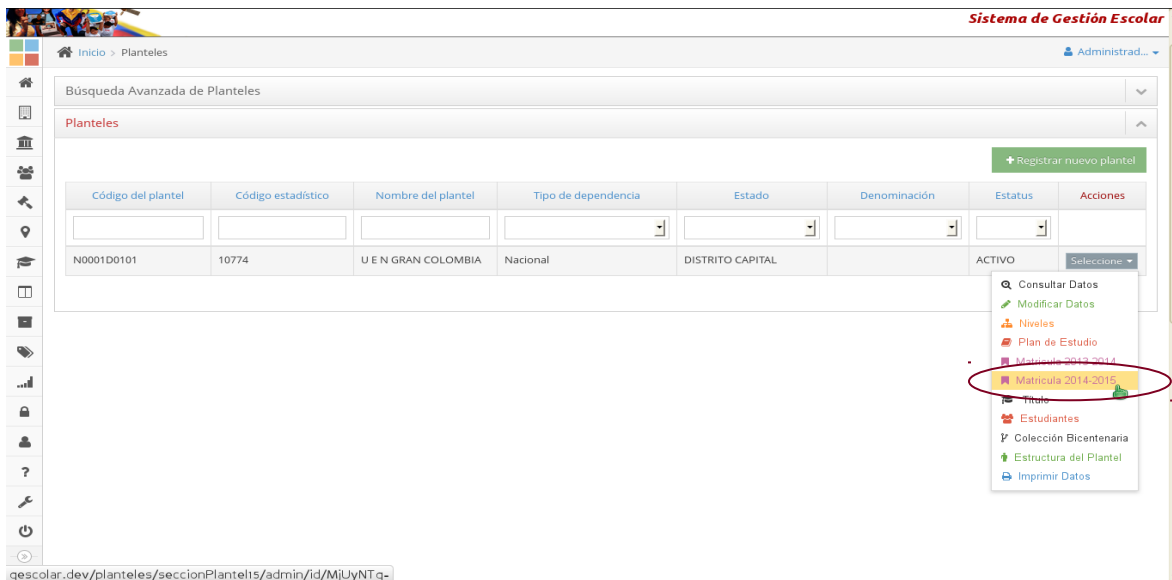 Sistema de Gestión Escolar
Inicio > Planteles
Administrad...
Búsqueda Avanzada de Planteles
Planteles
+Registrar nuevo plantel
Código del plantel Código estadístico Nombre del plantel Tipo de dependencia Estado Denominación Estatus Acciones
N0001D0101 10774 U E N GRAN COLOMBIA Nacional DISTRITO CAPITAL ACTIVO Seleccione
Consultar Datos
Modificar Datos
Niveles
Plan de Estudio
Matricula 2013-2014
Matricula 2014-2015
Título
Estudiantes
Colección Bicentenaria
Estructura del Plantel
Imprimir Datos
?
gescolar.dev/planteles/seccionPlantel15/admin/id/MjUyNTg-